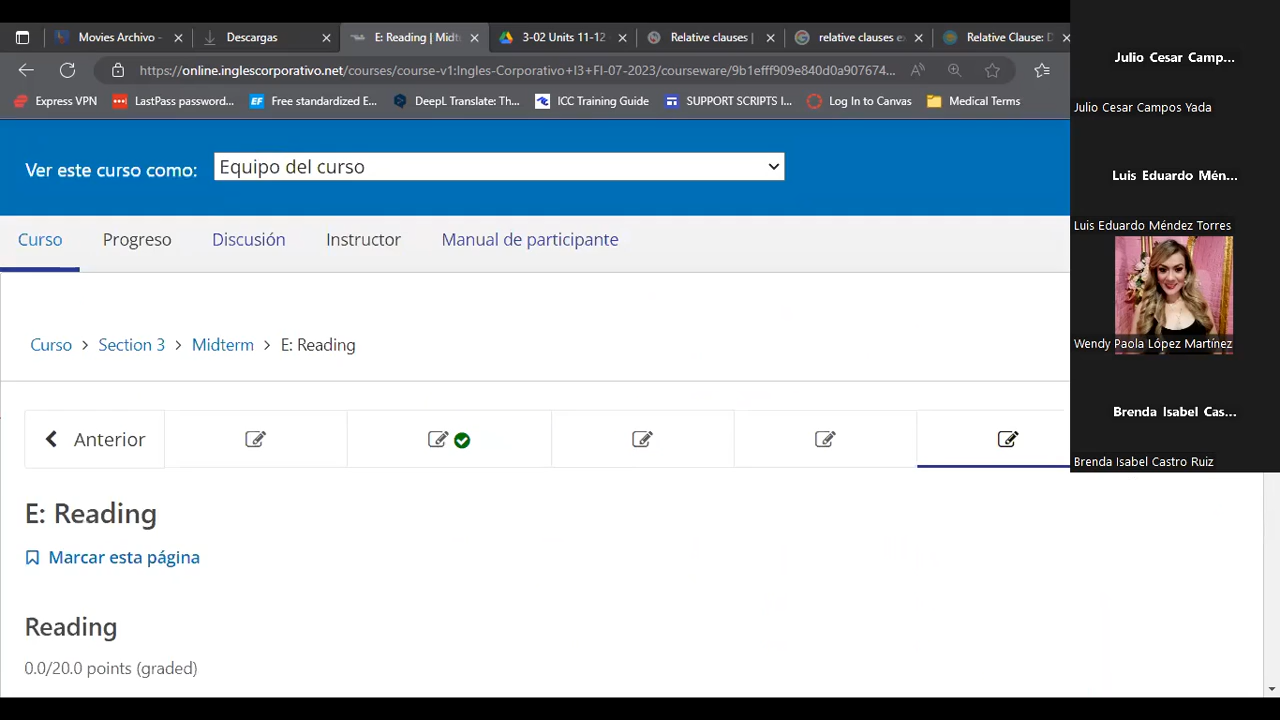 Movies Archivo -
Descargas
E: Reading | Midt
3-02 Units 11-12
Relative clauses |
relative clauses e
Relative Clause: D
https://online.inglescorporativo.net/courses/course-v1:Ingles-Corporativo+I3+FI-07-2023/courseware/9b1efff909e840d0a907674...
Express VPN
LastPass password...
Free standardized E...
DeepL Translate: Th...
ICC Training Guide
SUPPORT SCRIPTS I...
Log In to Canvas
Medical Terms
Ver este curso como:
Equipo del curso
Curso
Progreso
Discusión
Instructor
Manual de participante
Curso > Section 3 > Midterm > E: Reading
Anterior
E: Reading
Marcar esta página
Reading
0.0/20.0 points (graded)
Julio Cesar Camp...
Julio Cesar Campos Yada
Luis Eduardo Mén...
Luis Eduardo Méndez Torres
Wendy Paola López Martínez
Brenda Isabel Cas...
Brenda Isabel Castro Ruiz